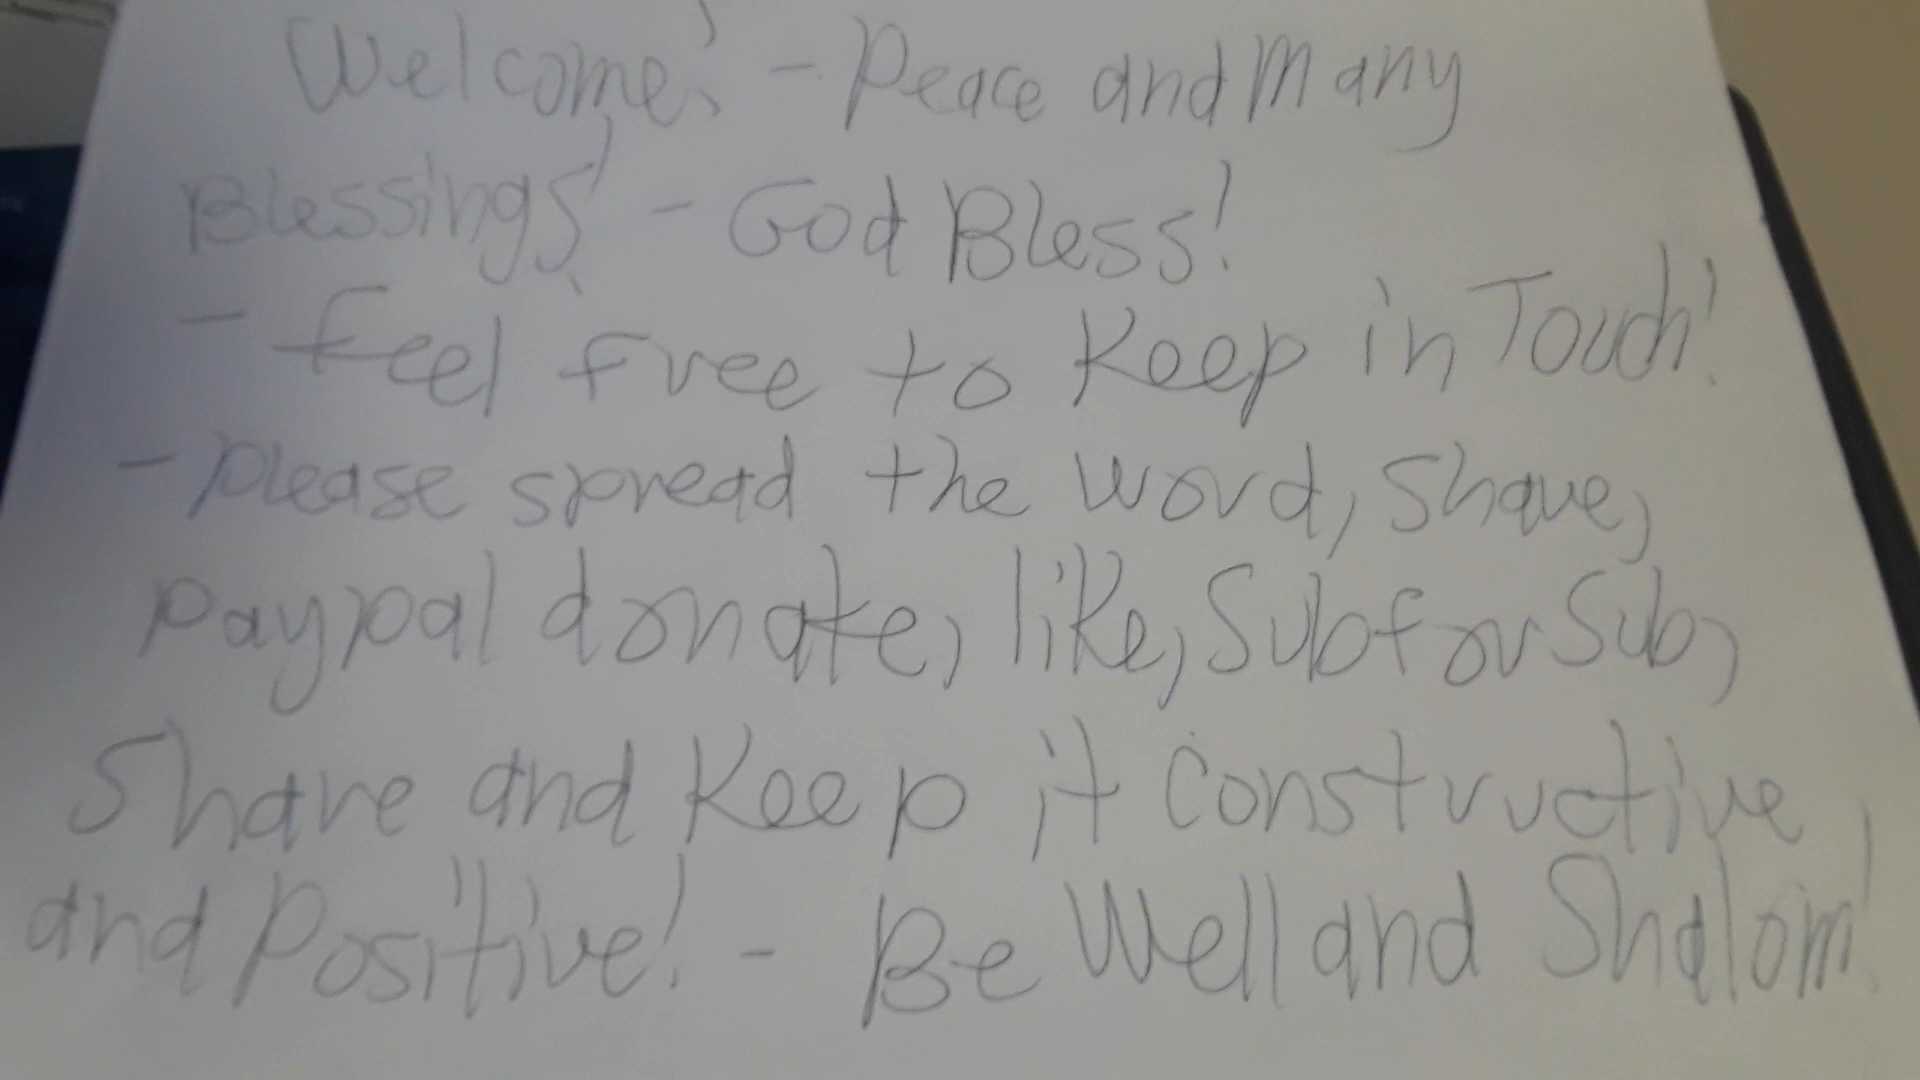 Welcome! - Peace and Many
Blessings! - God Bless!
- Feel Free to Keep in Touch!
- Please spread the word, Share,
Paypal donate, like, Sub for Sub,
Share and Keep it Constructive
and Positive! - Be Well and Shalom!